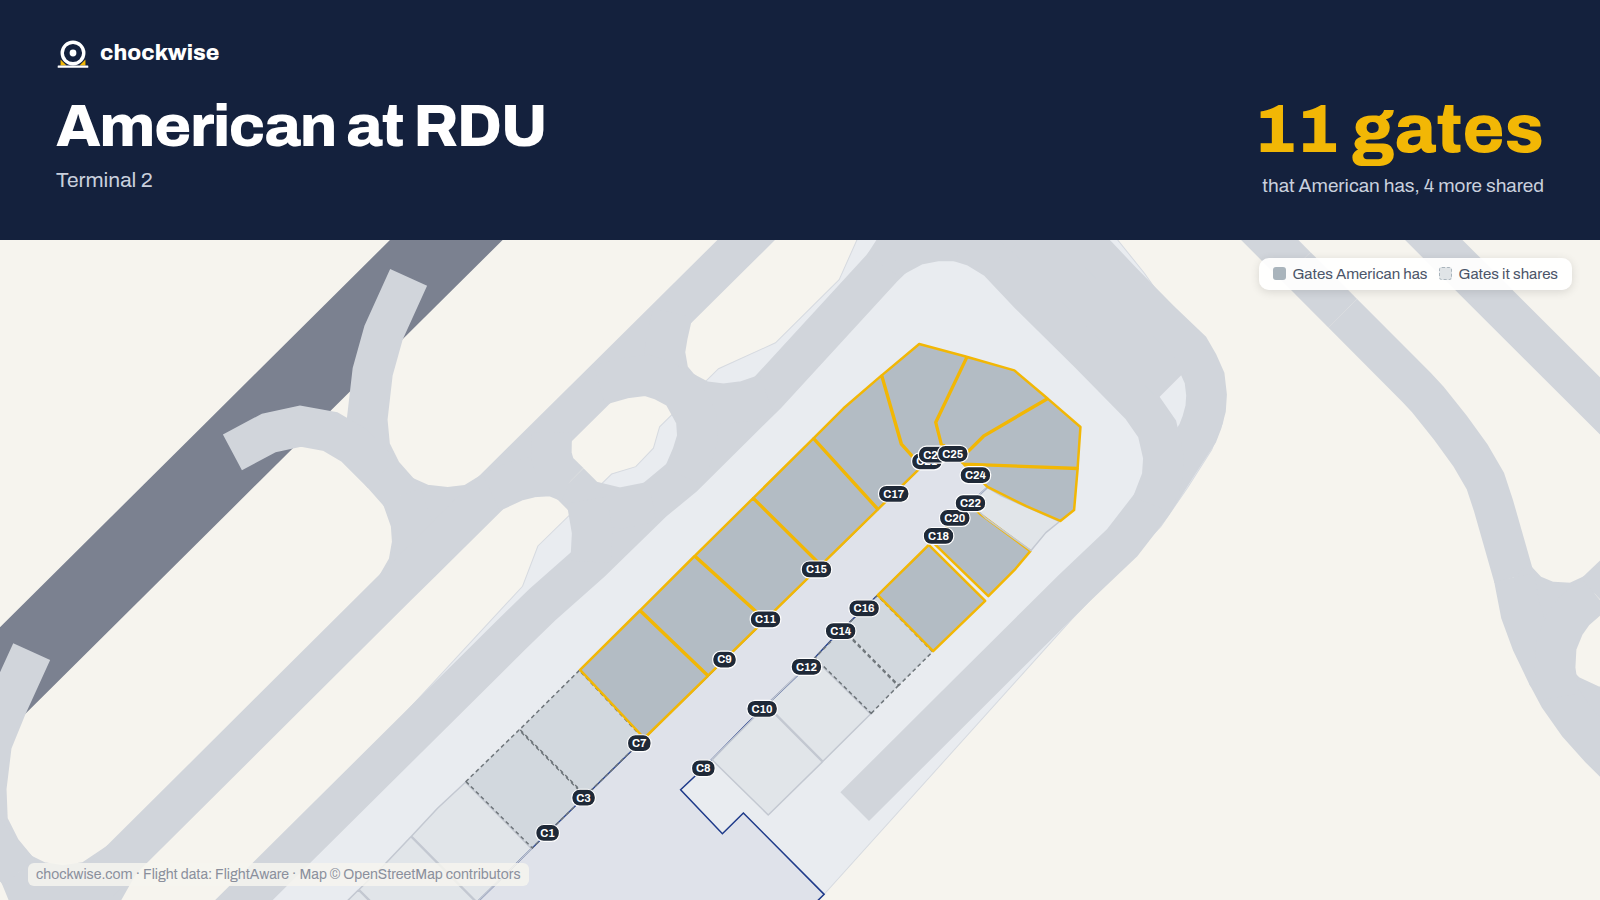 chockwise
American at RDU
Terminal 2
11 gates
that American has, 4 more shared
Gates American has
Gates it shares
C25
C24
C17
C22
C20
C18
C15
C16
C11
C14
C9
C12
C10
C7
C8
C3
C1
chockwise.com · Flight data: FlightAware · Map © OpenStreetMap contributors